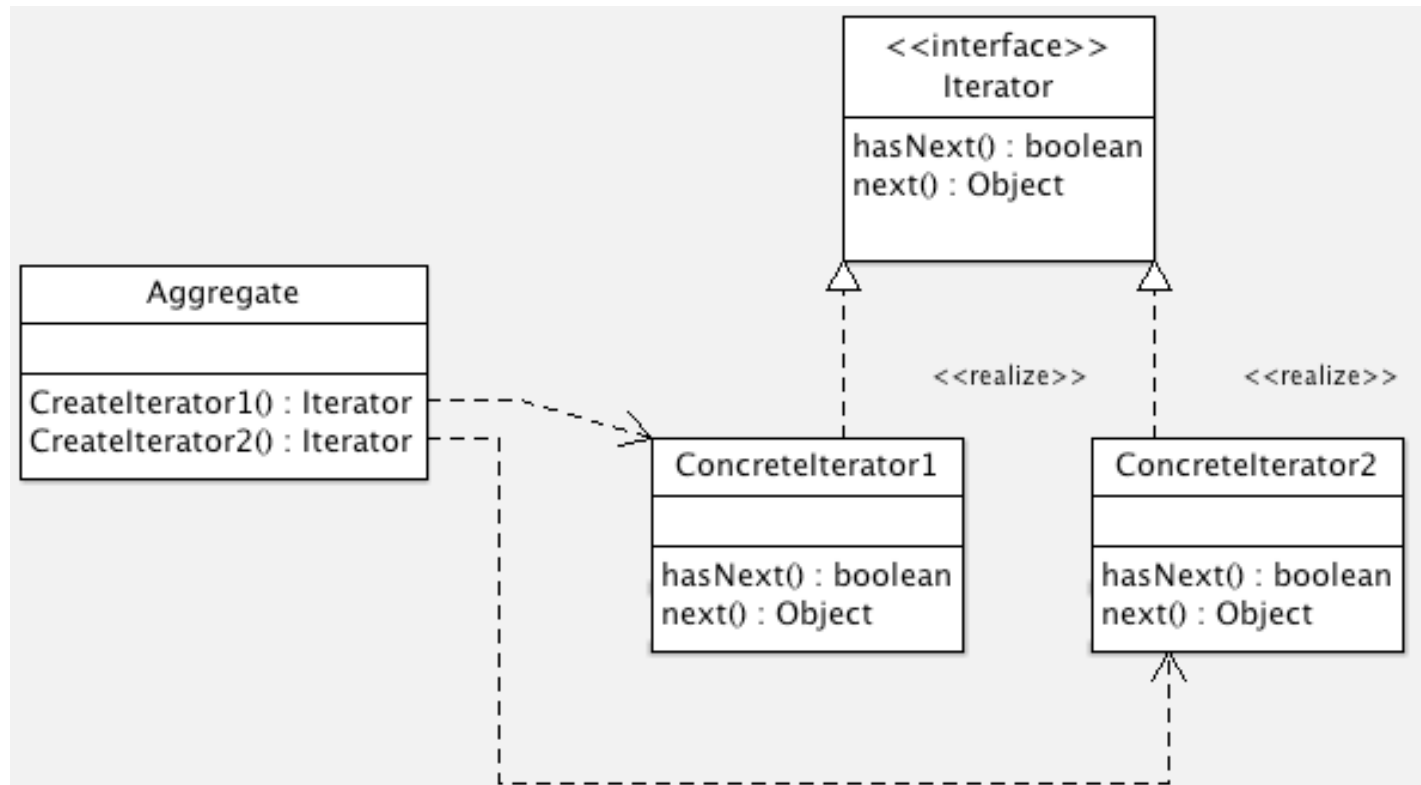 <<interface>>
Iterator
hasNext() : boolean
next() : Object
Aggregate
CreateIterator1() : Iterator
CreateIterator2() : Iterator
<<realize>>
<<realize>>
ConcreteIterator1
hasNext() : boolean
next() : Object
ConcreteIterator2
hasNext() : boolean
next() : Object